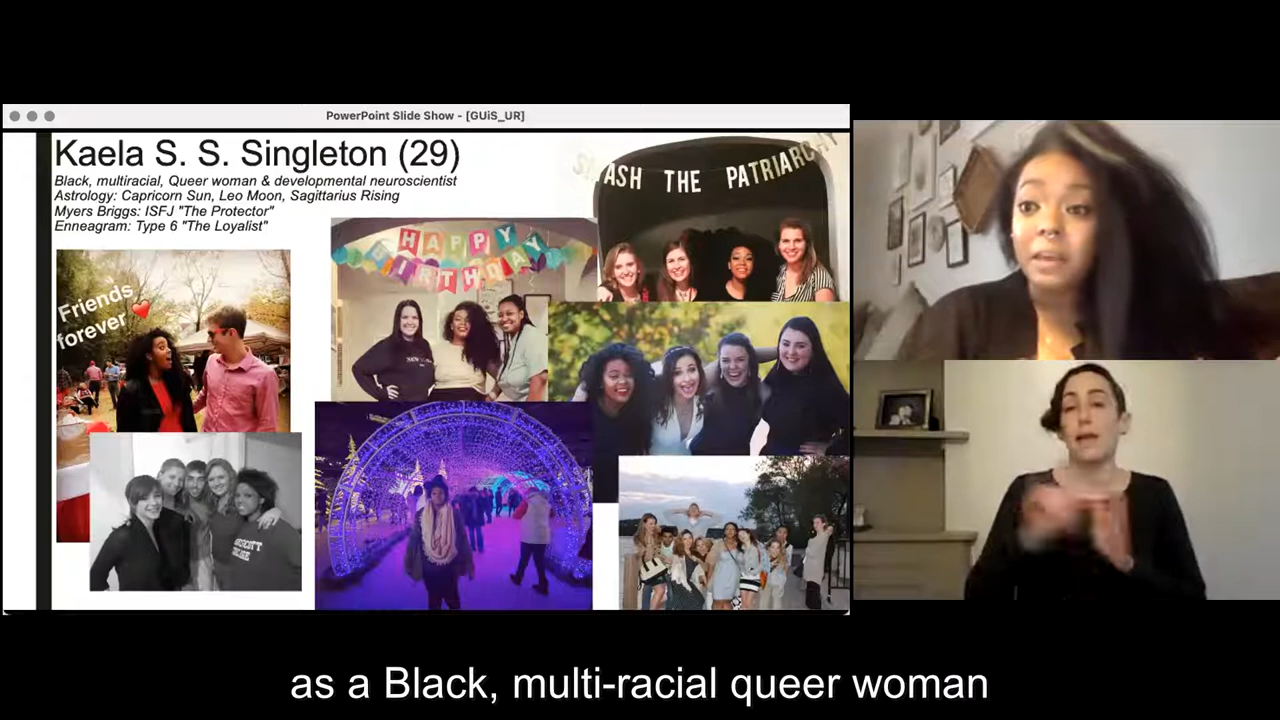 PowerPoint Slide Show - [GUiS_UR]
Kaela S. S. Singleton (29)
Black, multiracial, Queer woman & developmental neuroscientist
Astrology: Capricorn Sun, Leo Moon, Sagittarius Rising
Myers Briggs: ISFJ "The Protector"
Enneagram: Type 6 "The Loyalist"
SMASH THE PATRIARCHY
HAPPY
BIRTHDAY
Friends
forever
as a Black, multi-racial queer woman